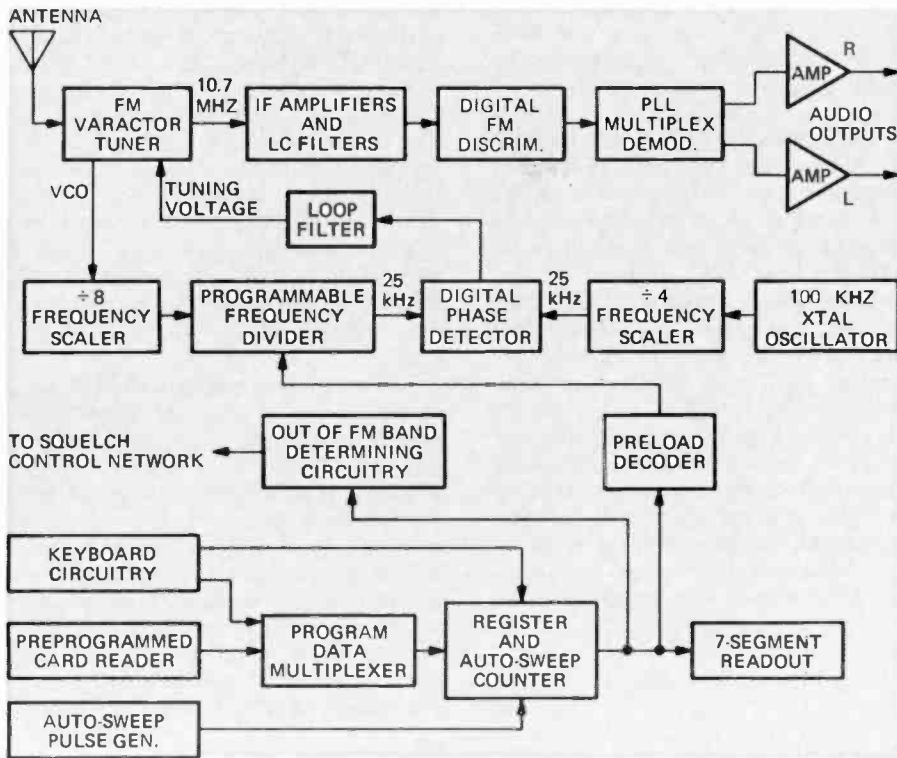 ANTENNA
FM
VARACTOR
TUNER
10.7
MHZ
IF AMPLIFIERS
AND
LC FILTERS
DIGITAL
FM
DISCRIM.
PLL
MULTIPLEX
DEMOD.
AMP
R
AUDIO
OUTPUTS
AMP
L
VCO
TUNING
VOLTAGE
LOOP
FILTER
÷8
FREQUENCY
SCALER
PROGRAMMABLE
FREQUENCY
DIVIDER
25
kHz
DIGITAL
PHASE
DETECTOR
25
kHz
÷4
FREQUENCY
SCALER
100 KHZ
XTAL
OSCILLATOR
TO SQUELCH
CONTROL NETWORK
OUT OF FM BAND
DETERMINING
CIRCUITRY
PRELOAD
DECODER
KEYBOARD
CIRCUITRY
PREPROGRAMMED
CARD READER
AUTO-SWEEP
PULSE GEN.
PROGRAM
DATA
MULTIPLEXER
REGISTER
AND
AUTO-SWEEP
COUNTER
7-SEGMENT
READOUT